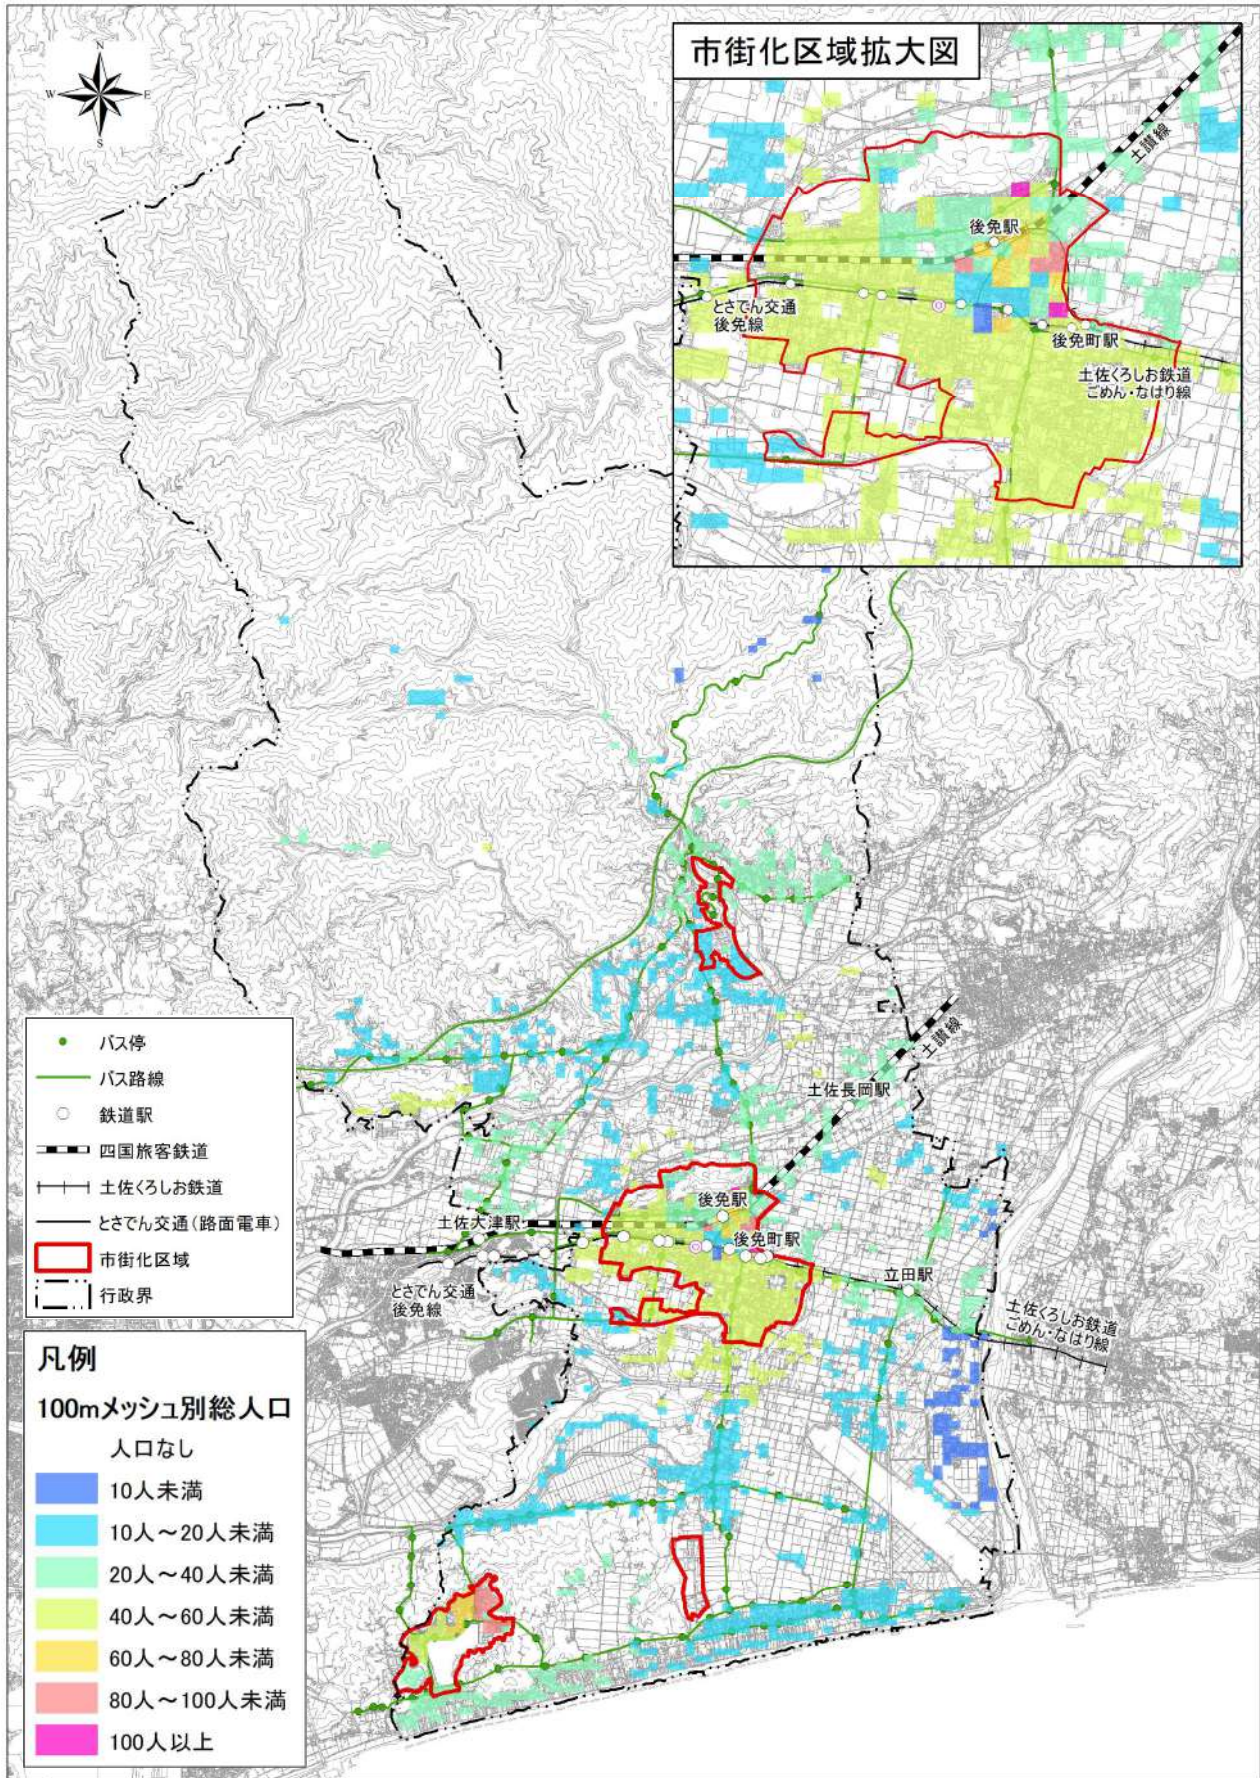 N
W
E
S
市街化区域拡大図
土讃線
後免駅
とさでん交通
後免線
後免町駅
土佐くろしお鉄道
ごめん・なはり線
土讃線
土佐長岡駅
後免駅
土佐大津駅
後免町駅
とさでん交通
後免線
立田駅
土佐くろしお鉄道
ごめん・なはり線
バス停
バス路線
鉄道駅
四国旅客鉄道
土佐くろしお鉄道
とさでん交通(路面電車)
市街化区域
行政界
凡例
100mメッシュ別総人口
人口なし
10人未満
10人～20人未満
20人～40人未満
40人～60人未満
60人～80人未満
80人～100人未満
100人以上